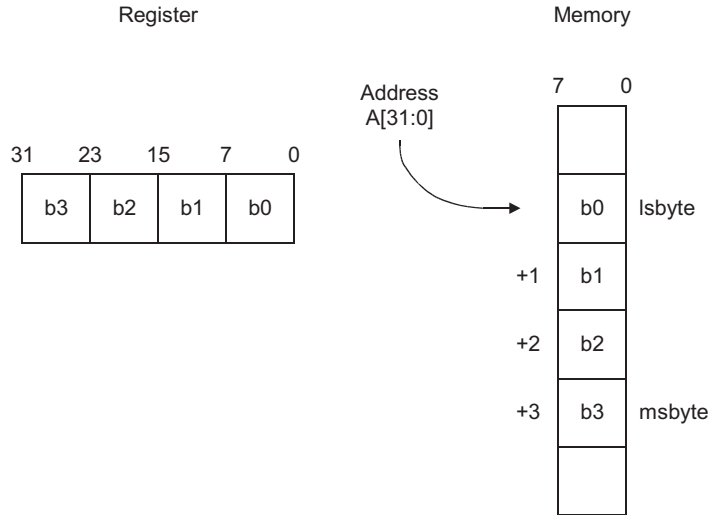 Register
Memory
7 0
Address
A[31:0]
31 23 15 7 0
b3 b2 b1 b0
b0 lsbyte
+1 b1
+2 b2
+3 b3 msbyte